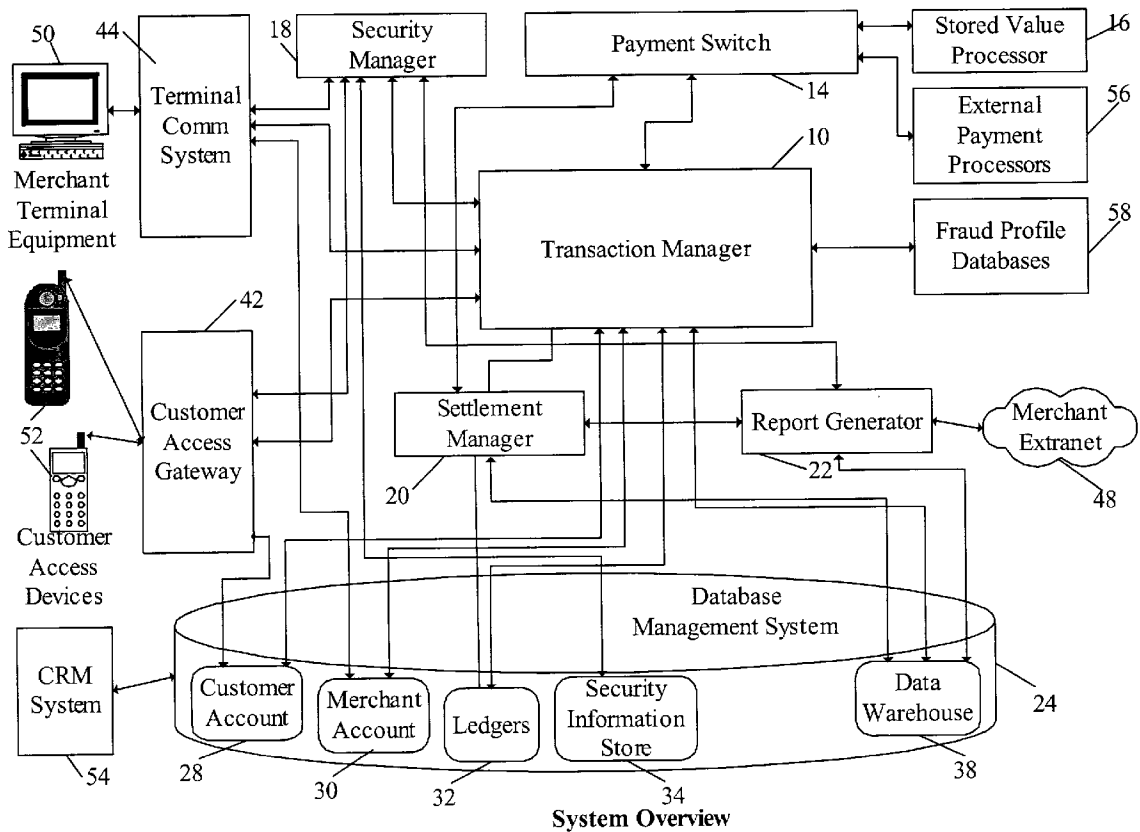 50
44
18
Security
Manager
Payment Switch
14
Stored Value
Processor
16
Terminal
Comm
System
External
Payment
Processors
56
Merchant
Terminal
Equipment
10
Transaction Manager
Fraud Profile
Databases
58
42
Customer
Access
Gateway
52
Settlement
Manager
20
Report Generator
22
Merchant
Extranet
48
Customer
Access
Devices
Database
Management System
CRM
System
54
Customer
Account
28
Merchant
Account
30
Ledgers
32
Security
Information
Store
34
Data
Warehouse
38
24
System Overview